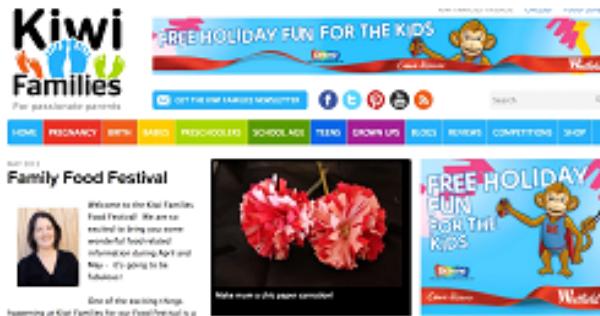 Kiwi
Families
For passionate parents
FREE HOLIDAY FUN FOR THE KIDS
GET THE KIWI FAMILIES NEWSLETTER
Search
HOME PREGNANCY BIRTH BABIES PRESCHOOLERS SCHOOL AGE TEENS GROWN UPS BLOGS REVIEWS COMPETITIONS SHOP
Family Food Festival
Welcome to the Kiwi Families
Food Festival! We are so
excited to bring you some
wonderful food related
information during April and
May - it's going to be
fabulous!
One of the exciting things
happening at Kiwi Families for our Food Festival is a
Make mum a chic paper carnation!
FREE HOLIDAY
FUN
FOR THE
KIDS
Westfield